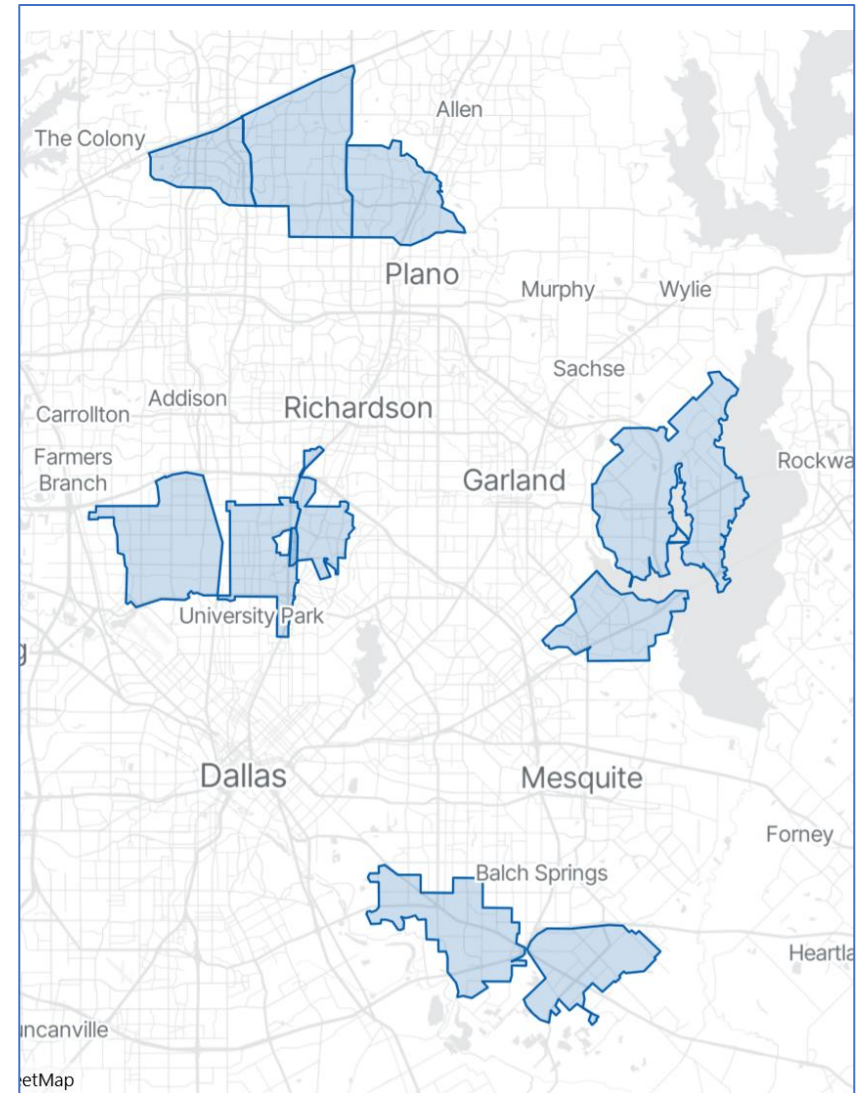 Allen
The Colony
Plano
Murphy
Wylie
Sachse
Addison
Richardson
Carrollton
Farmers
Branch
Garland
Rockwa
University Park
g
Dallas
Mesquite
Forney
Balch Springs
Heartla
uncanville
etMap